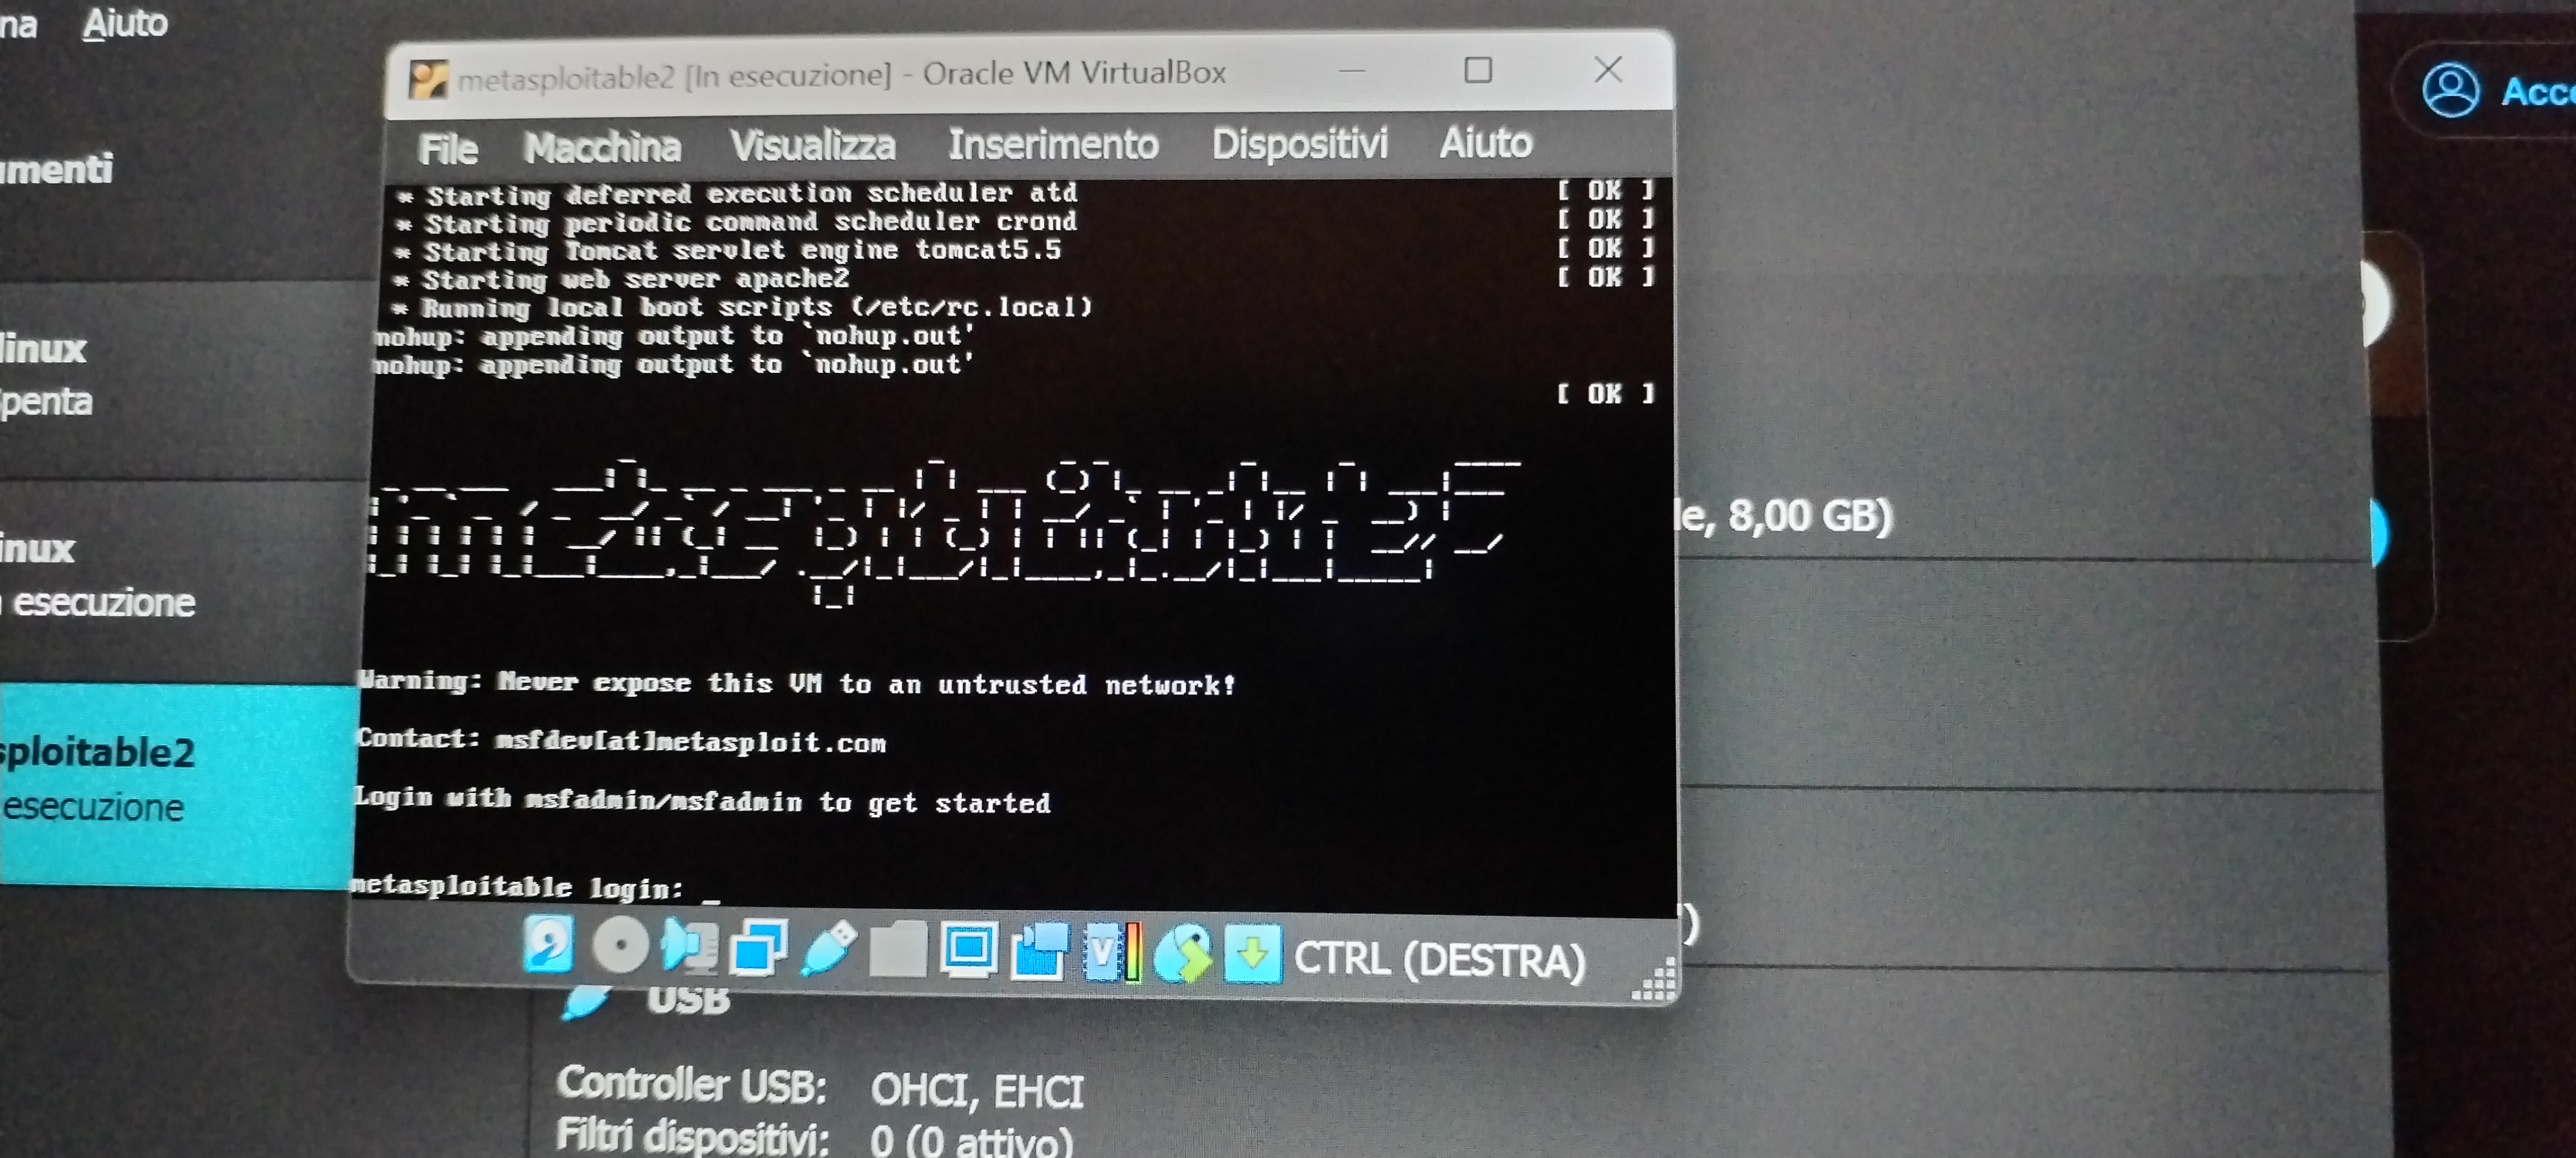 Aiuto
metasploitable2 [In esecuzione] - Oracle VM VirtualBox
File Macchina Visualizza Inserimento Dispositivi Aiuto
* Starting deferred execution scheduler atd [ OK ]
* Starting periodic command scheduler crond [ OK ]
* Starting Tomcat servlet engine tomcat5.5 [ OK ]
* Starting web server apache2 [ OK ]
* Running local boot scripts (/etc/rc.local)
nohup: appending output to `nohup.out'
nohup: appending output to `nohup.out'
[ OK ]
Warning: Never expose this VM to an untrusted network!
Contact: msfdev[at]metasploit.com
Login with msfadmin/msfadmin to get started
metasploitable login: _
V
CTRL (DESTRA)
na
umenti
linux
penta
inux
esecuzione
sploitable2
esecuzione
Acce
le, 8,00 GB)
)
USB
Controller USB: OHCI, EHCI
Filtri dispositivi: 0 (0 attivo)